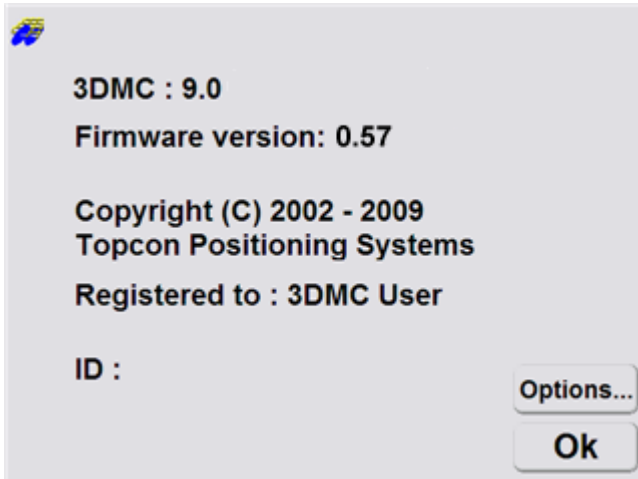 3DMC : 9.0
Firmware version: 0.57
Copyright (C) 2002 - 2009
Topcon Positioning Systems
Registered to : 3DMC User
ID :
Options...
Ok